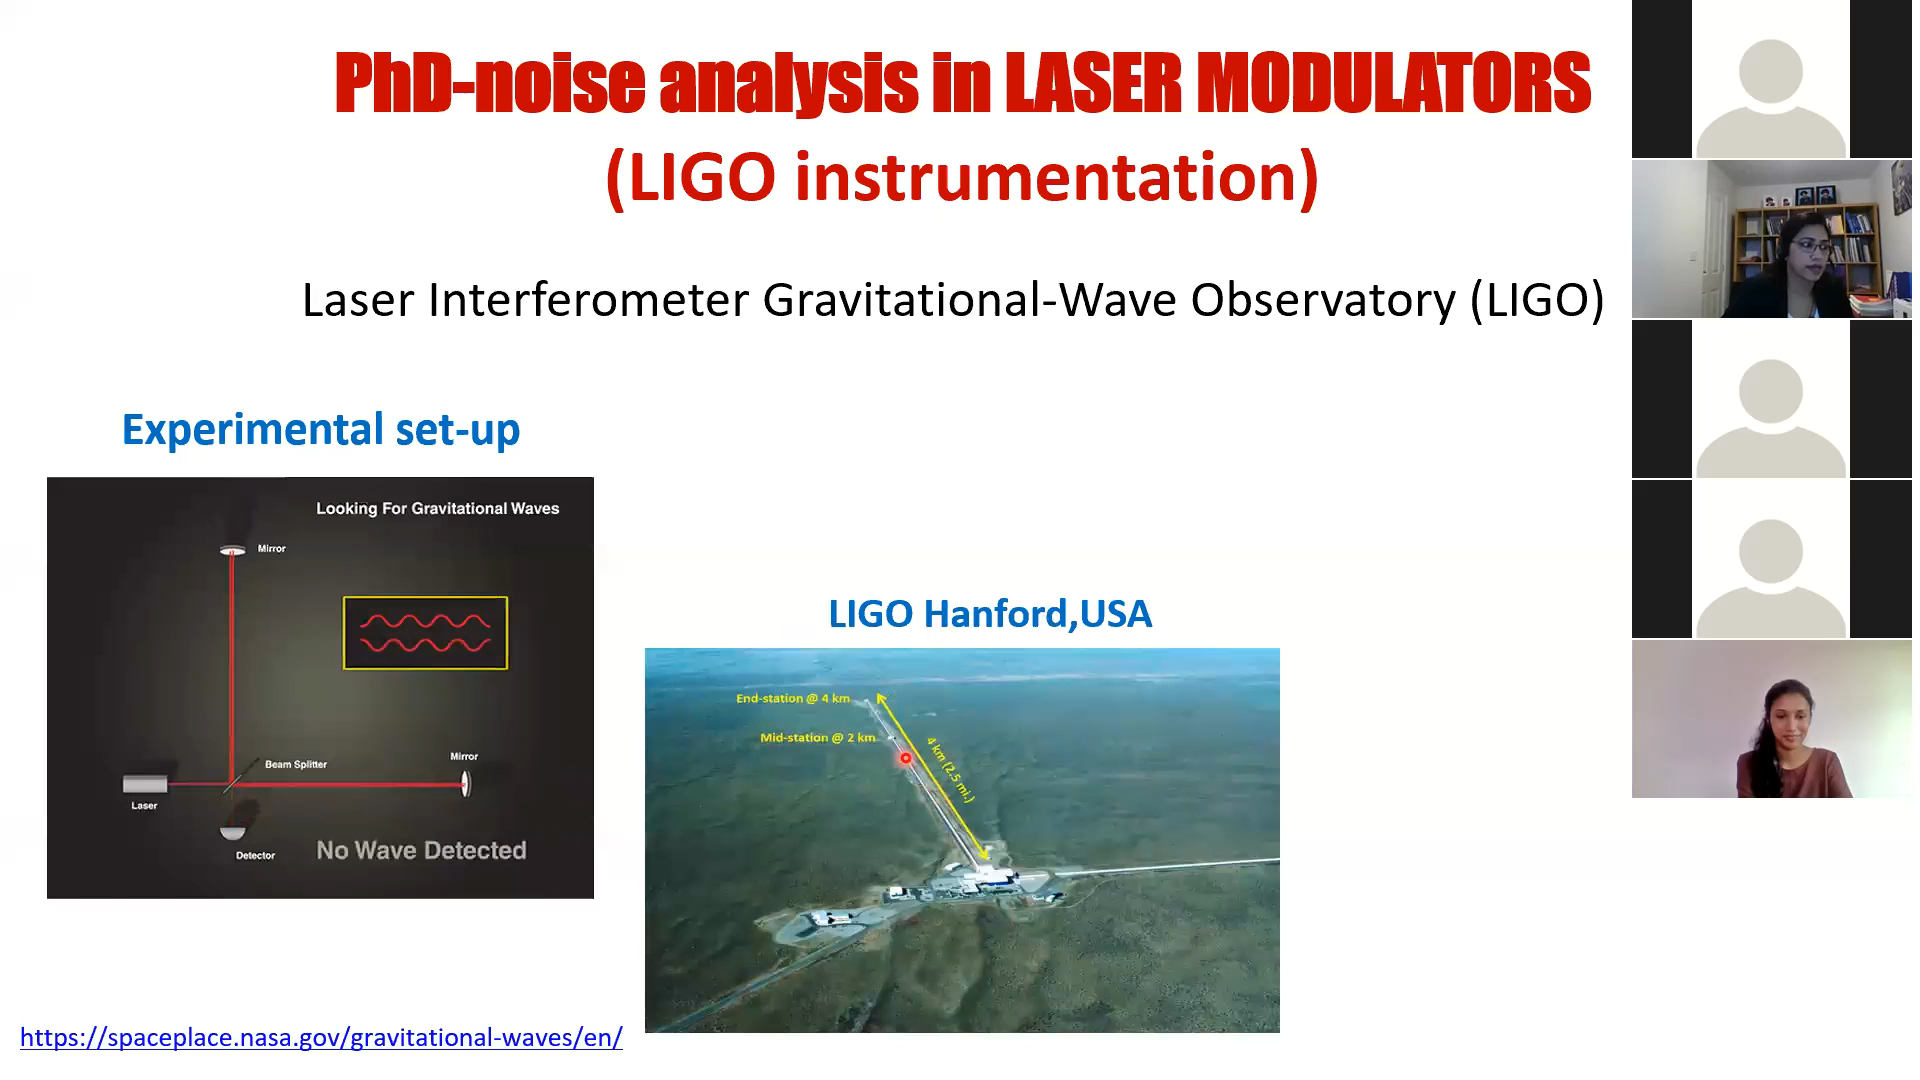 PhD-noise analysis in LASER MODULATORS
(LIGO instrumentation)
Laser Interferometer Gravitational-Wave Observatory (LIGO)
Experimental set-up
Looking For Gravitational Waves
Mirror
Beam Splitter
Mirror
Laser
Detector
No Wave Detected
LIGO Hanford,USA
End-station @ 4 km
Mid-station @ 2 km
4 km (2.5 mi.)
https://spaceplace.nasa.gov/gravitational-waves/en/